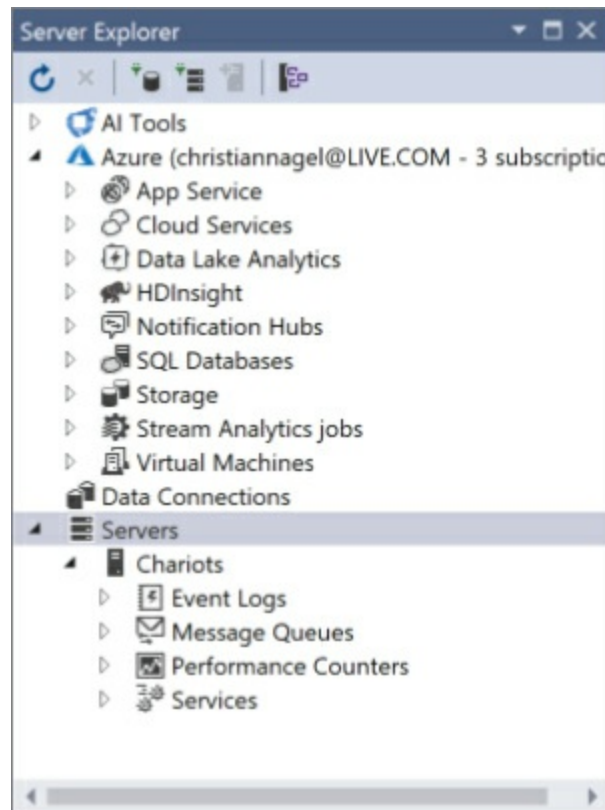 Server Explorer
AI Tools
Azure (christiannagel@LIVE.COM - 3 subscriptio
App Service
Cloud Services
Data Lake Analytics
HDInsight
Notification Hubs
SQL Databases
Storage
Stream Analytics jobs
Virtual Machines
Data Connections
Servers
Chariots
Event Logs
Message Queues
Performance Counters
Services